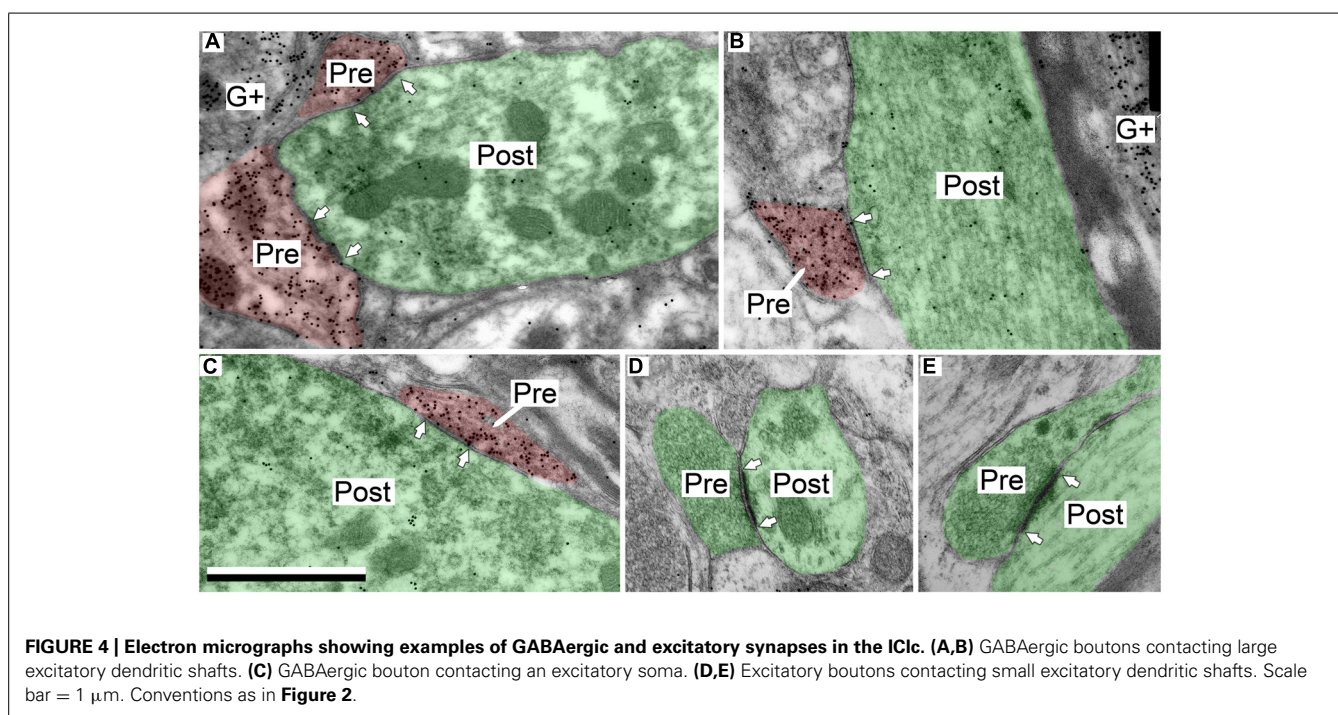 A
Pre
G+
Post
Pre
B
G+
Post
Pre
C
Pre
Post
D
Pre
Post
E
Pre
Post
FIGURE 4 | Electron micrographs showing examples of GABAergic and excitatory synapses in the IClc. (A,B) GABAergic boutons contacting large
excitatory dendritic shafts. (C) GABAergic bouton contacting an excitatory soma. (D,E) Excitatory boutons contacting small excitatory dendritic shafts. Scale
bar = 1 μm. Conventions as in Figure 2.